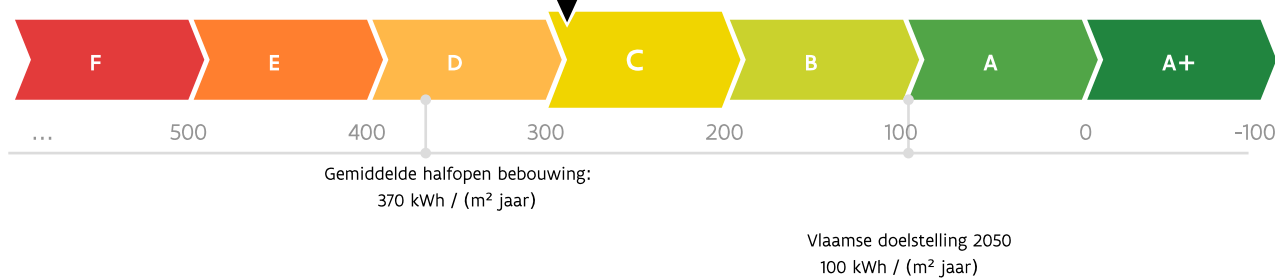 F E D C B A A+
... 500 400 300 200 100 0 -100
Gemiddelde halfopen bebouwing:
370 kWh / (m² jaar)
Vlaamse doelstelling 2050
100 kWh / (m² jaar)